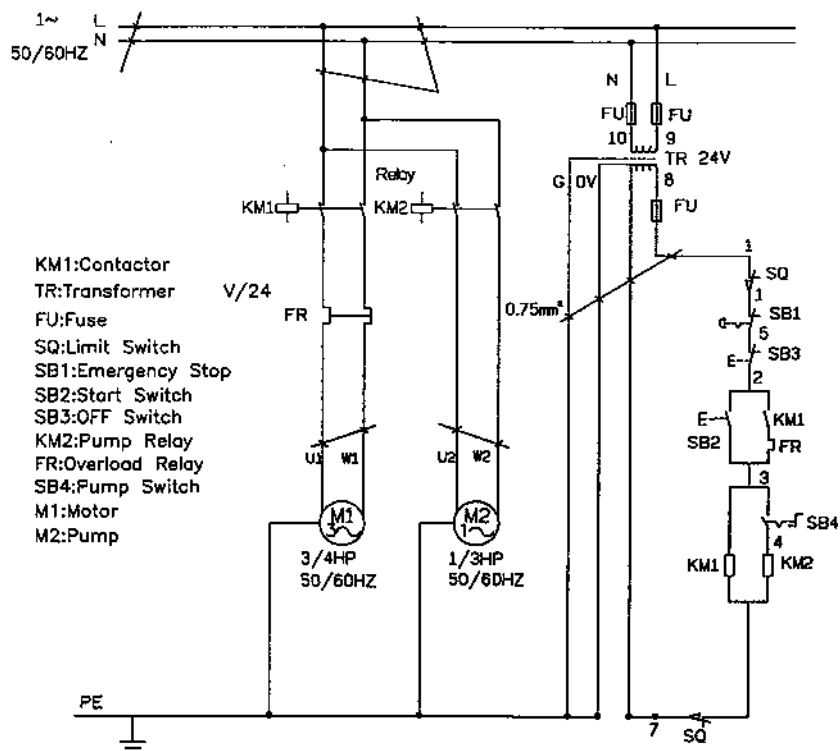 1~ L
N
50/60HZ
N L
FU FU
10 9
TR 24V
G 0V 8
Relay
KM1 KM2
FU
1
SQ
1
SB1
5
SB3
E
2
E KM1
SB2 FR
3
SB4
4
KM1 KM2
0.75mm²
FR
KM1:Contactor
TR:Transformer V/24
FU:Fuse
SQ:Limit Switch
SB1:Emergency Stop
SB2:Start Switch
SB3:OFF Switch
KM2:Pump Relay
FR:Overload Relay
SB4:Pump Switch
M1:Motor
M2:Pump
U1 W1 U2 W2
M1 M2
3 1
3/4HP 1/3HP
50/60HZ 50/60HZ
PE
7 SQ